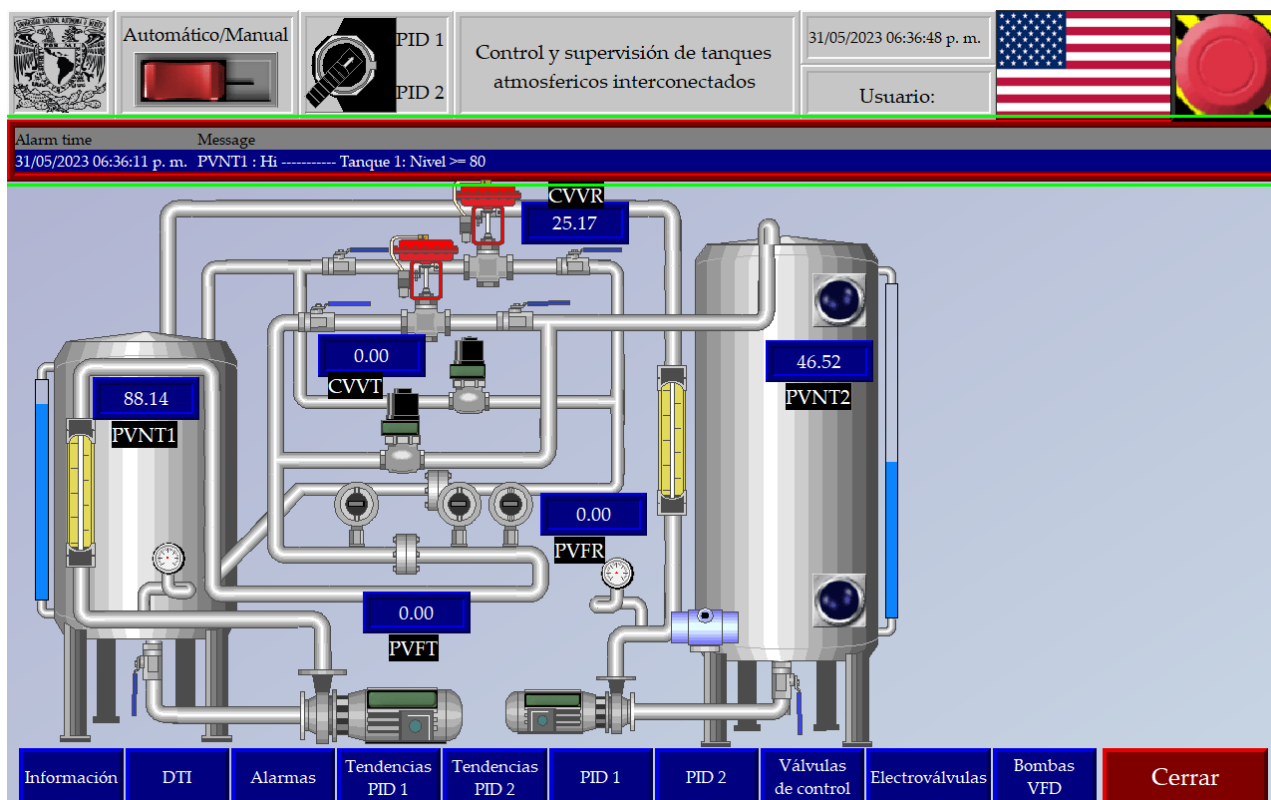 Automático/Manual
PID 1
PID 2
Control y supervisión de tanques
atmosfericos interconectados
31/05/2023 06:36:48 p. m.
Usuario:
Alarm time Message
31/05/2023 06:36:11 p. m. PVNT1 : Hi ----------- Tanque 1: Nivel >= 80
CVVR
25.17
0.00
CVVT
46.52
PVNT2
88.14
PVNT1
0.00
PVFR
0.00
PVFT
Información
DTI
Alarmas
Tendencias
PID 1
Tendencias
PID 2
PID 1
PID 2
Válvulas
de control
Electroválvulas
Bombas
VFD
Cerrar